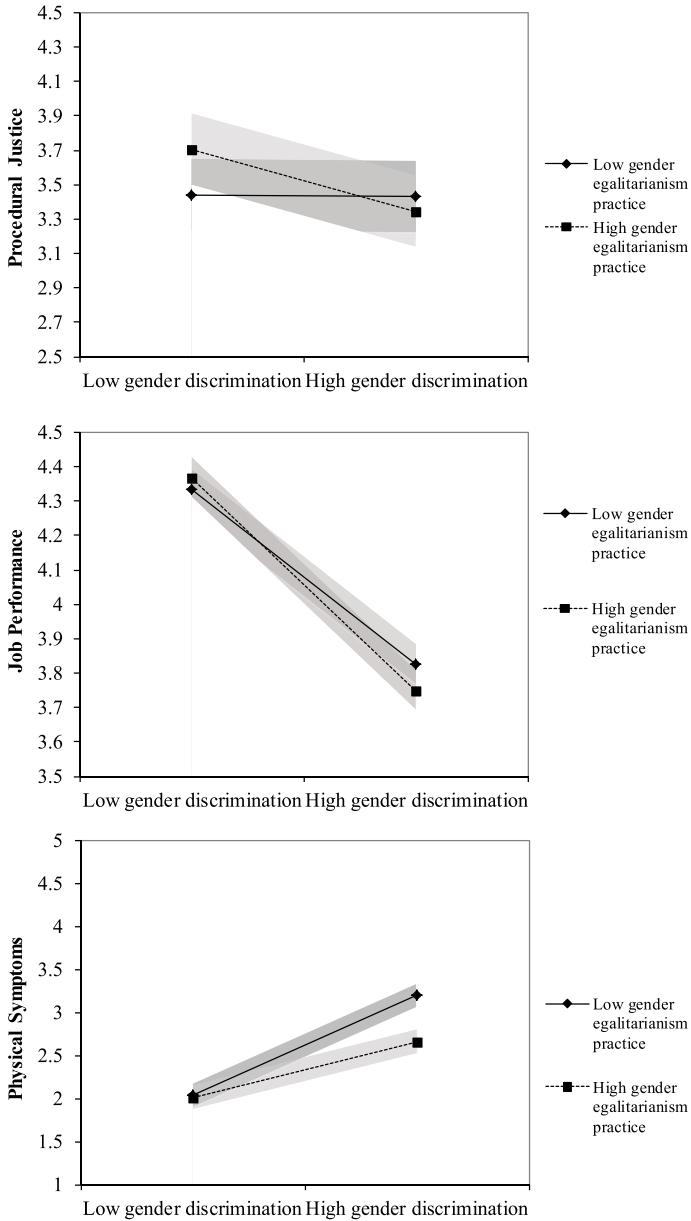 Procedural Justice
4.5
4.3
4.1
3.9
3.7
3.5
3.3
3.1
2.9
2.7
2.5
Low gender discrimination High gender discrimination
Low gender
egalitarianism
practice
High gender
egalitarianism
practice
Job Performance
4.5
4.4
4.3
4.2
4.1
4
3.9
3.8
3.7
3.6
3.5
Low gender discrimination High gender discrimination
Low gender
egalitarianism
practice
High gender
egalitarianism
practice
Physical Symptoms
5
4.5
4
3.5
3
2.5
2
1.5
1
Low gender discrimination High gender discrimination
Low gender
egalitarianism
practice
High gender
egalitarianism
practice